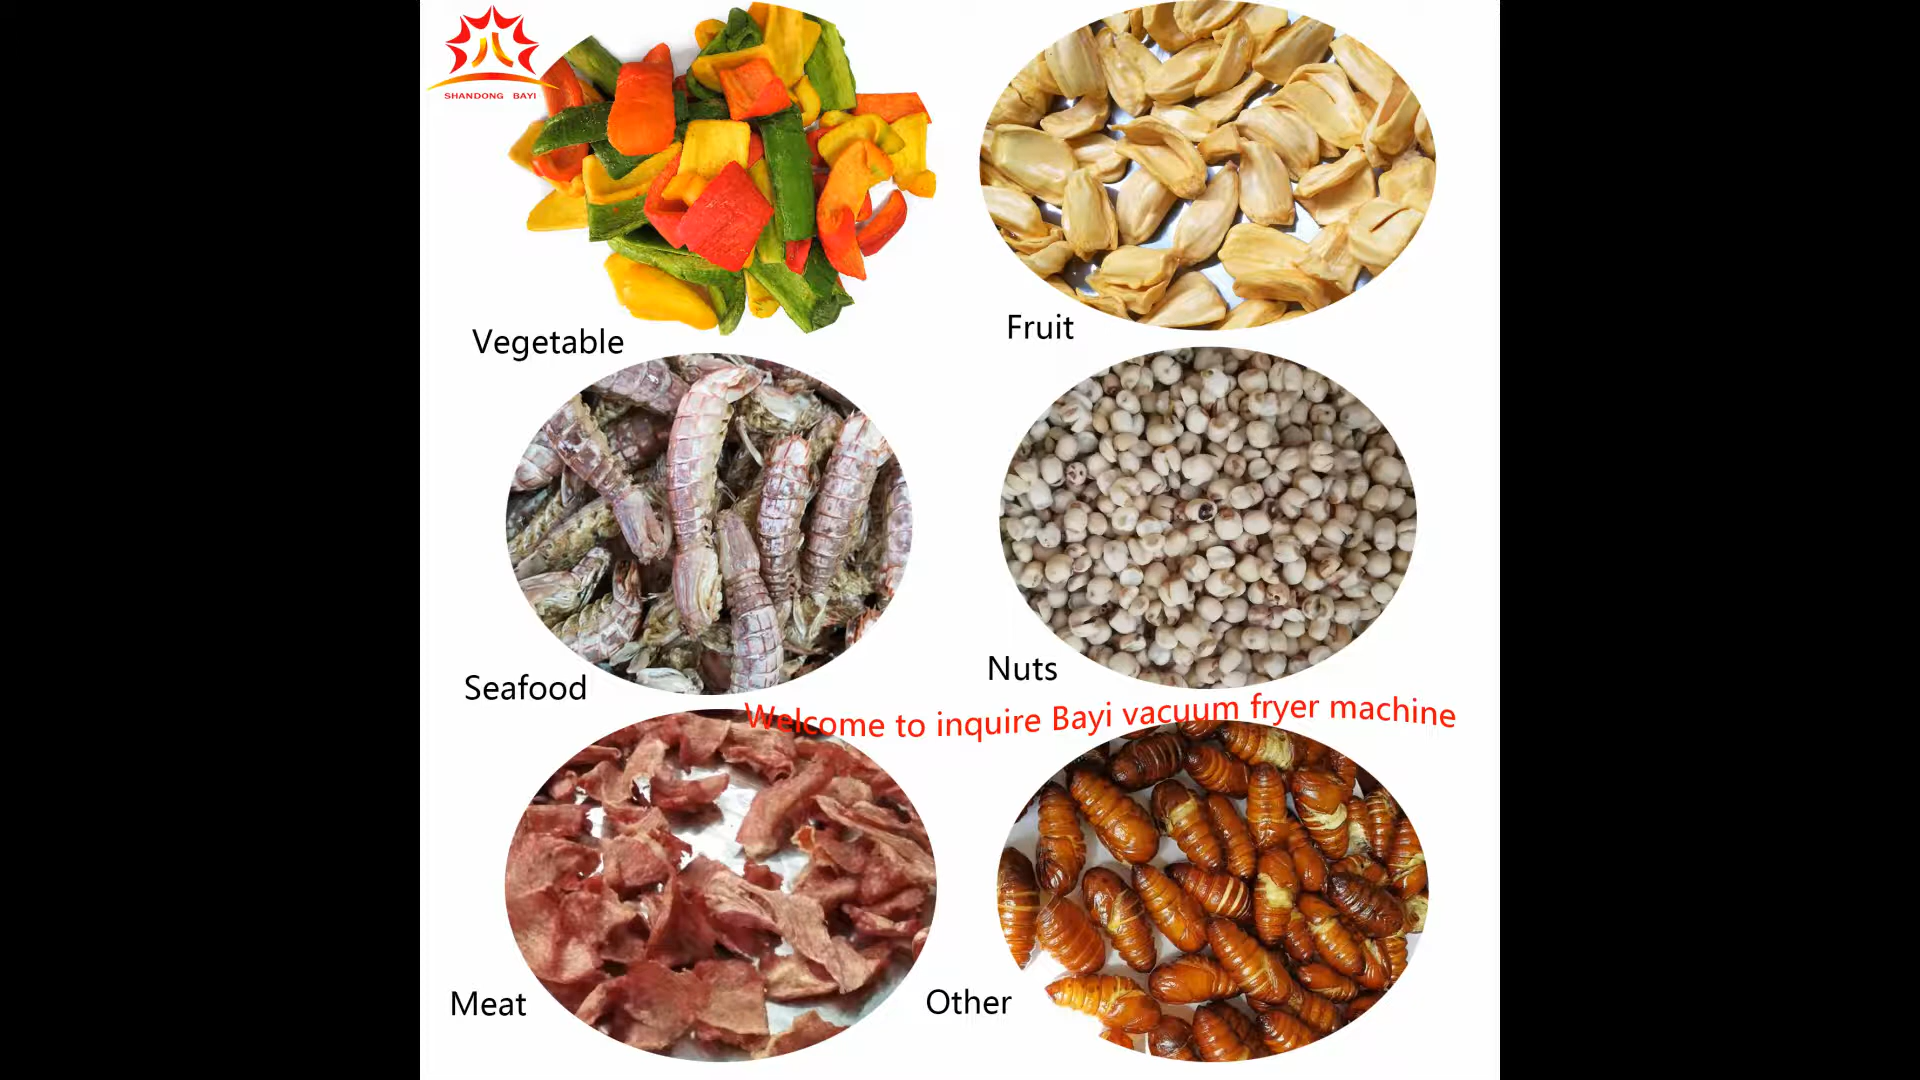 SHANDONG BAYI
Vegetable
Fruit
Seafood
Nuts
Welcome to inquire Bayi vacuum fryer machine
Meat
Other